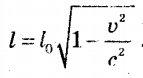 $l = l_0 \sqrt{1 - \frac{v^2}{c^2}}$.